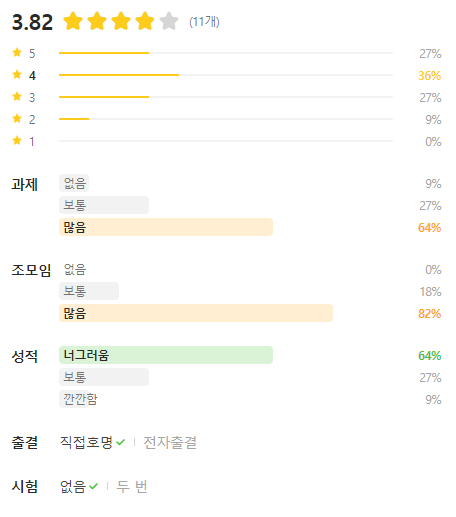 3.82 (11개)
5 27%
4 36%
3 27%
2 9%
1 0%
과제 없음 9%
보통 27%
많음 64%
조모임 없음 0%
보통 18%
많음 82%
성적 너그러움 64%
보통 27%
깐깐함 9%
출결 직접호명 전자출결
시험 없음 두 번